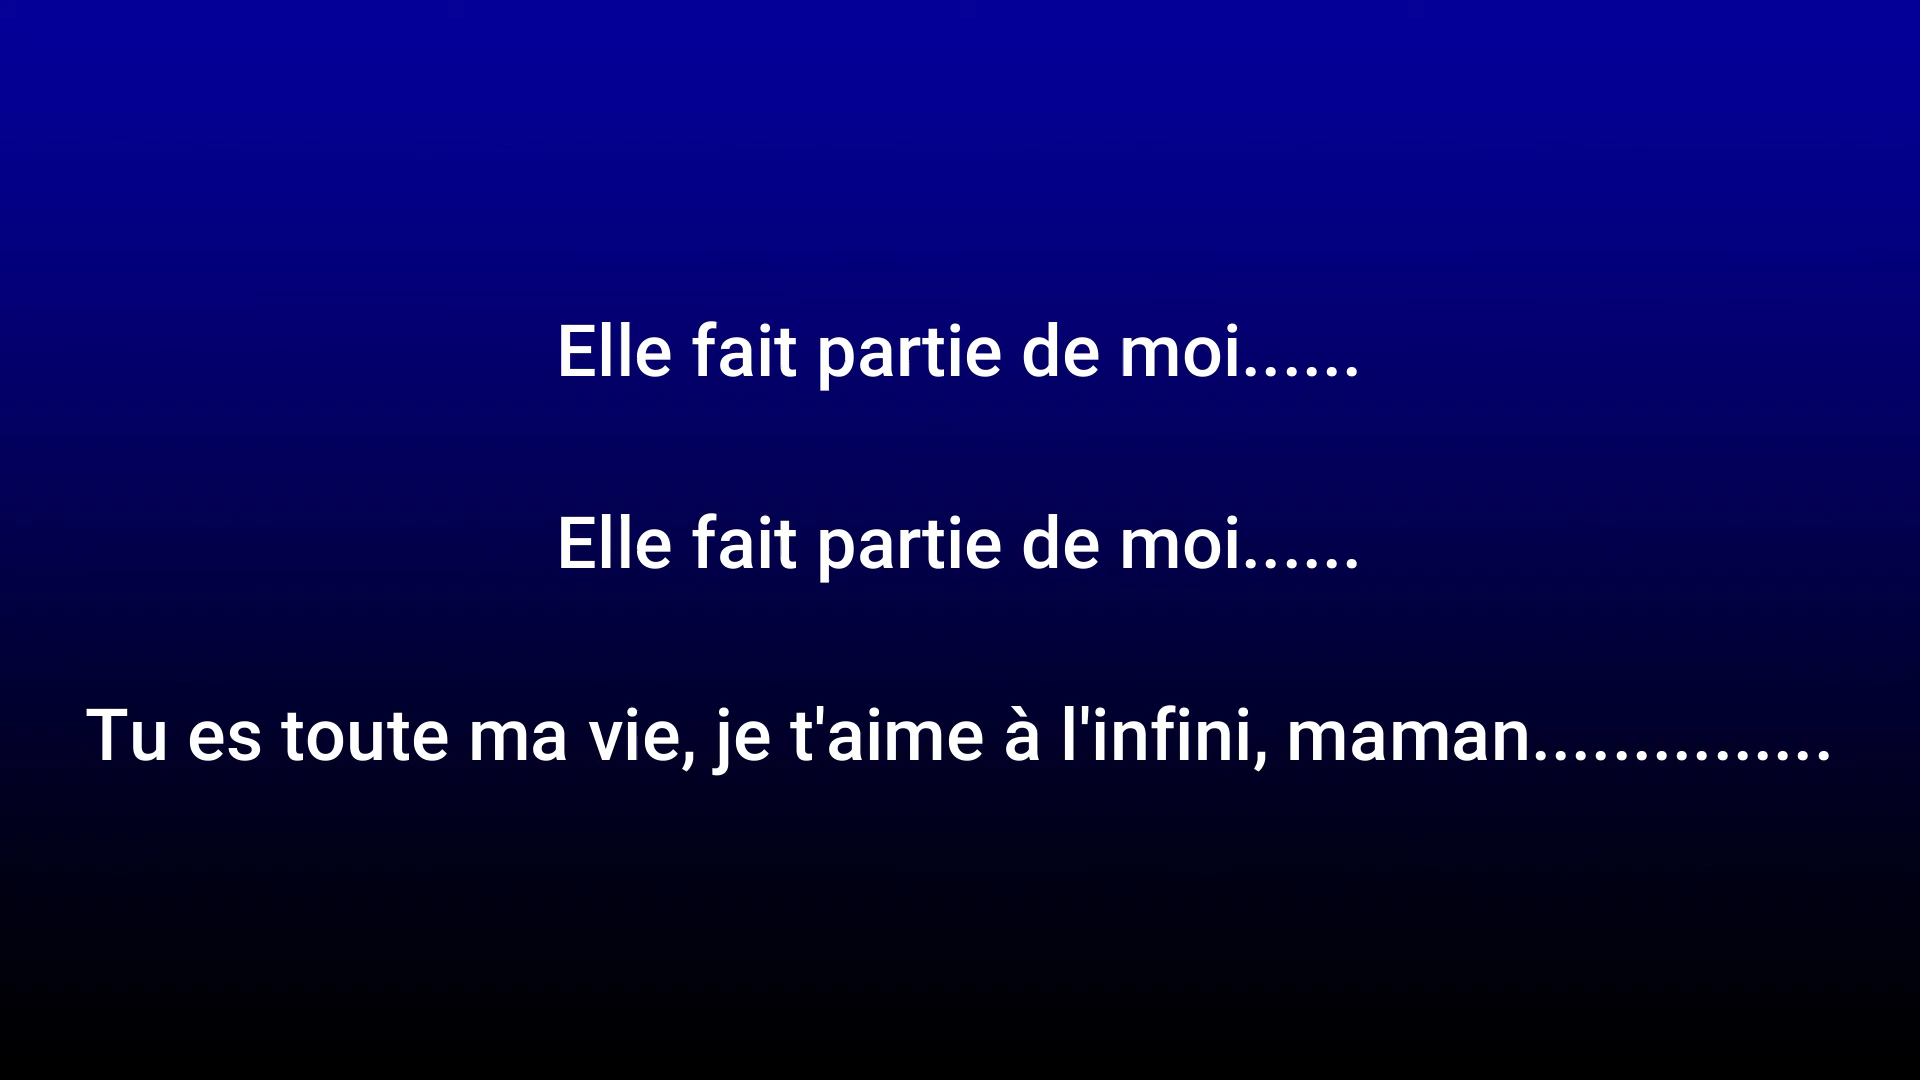 Elle fait partie de moi......
Elle fait partie de moi......
Tu es toute ma vie, je t'aime à l'infini, maman...............